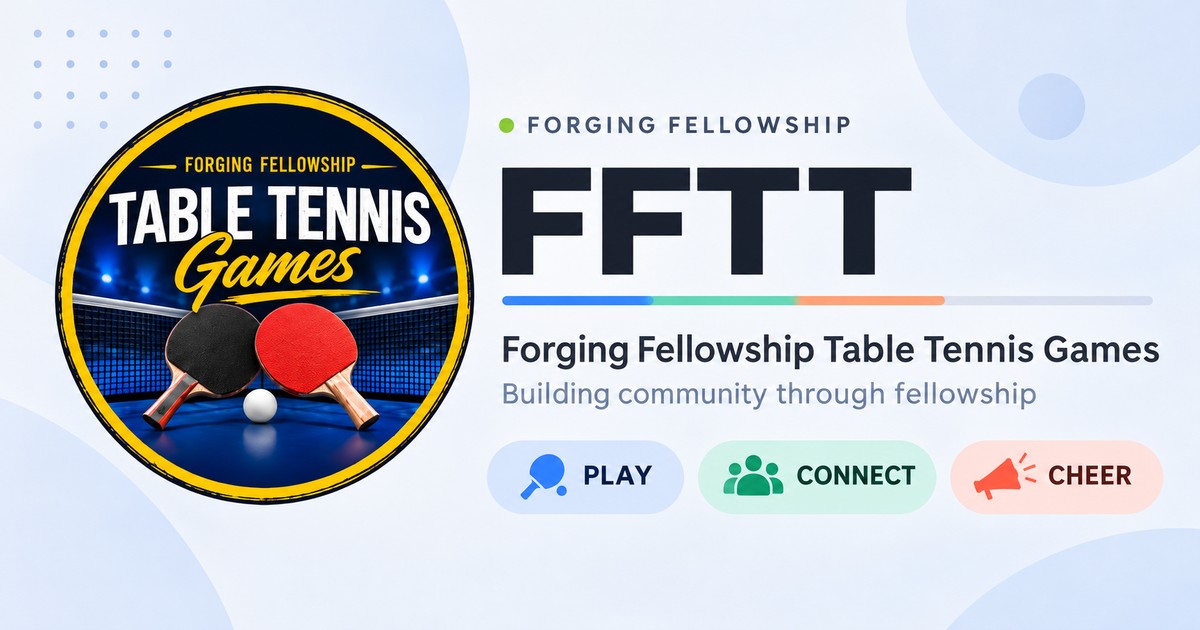 FORGING FELLOWSHIP
TABLE TENNIS
Games
FORGING FELLOWSHIP
FFTT
Forging Fellowship Table Tennis Games
Building community through fellowship
PLAY
CONNECT
CHEER